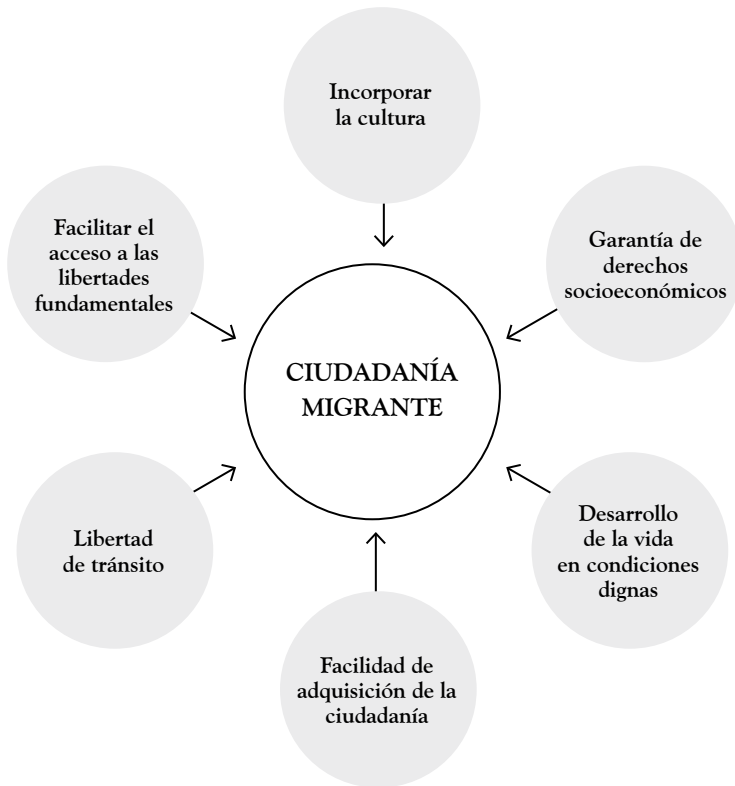 Incorporar
la cultura
Facilitar el
acceso a las
libertades
fundamentales
Garantía de
derechos
socioeconómicos
CIUDADANÍA
MIGRANTE
Libertad
de tránsito
Desarrollo
de la vida
en condiciones
dignas
Facilidad de
adquisición de la
ciudadanía